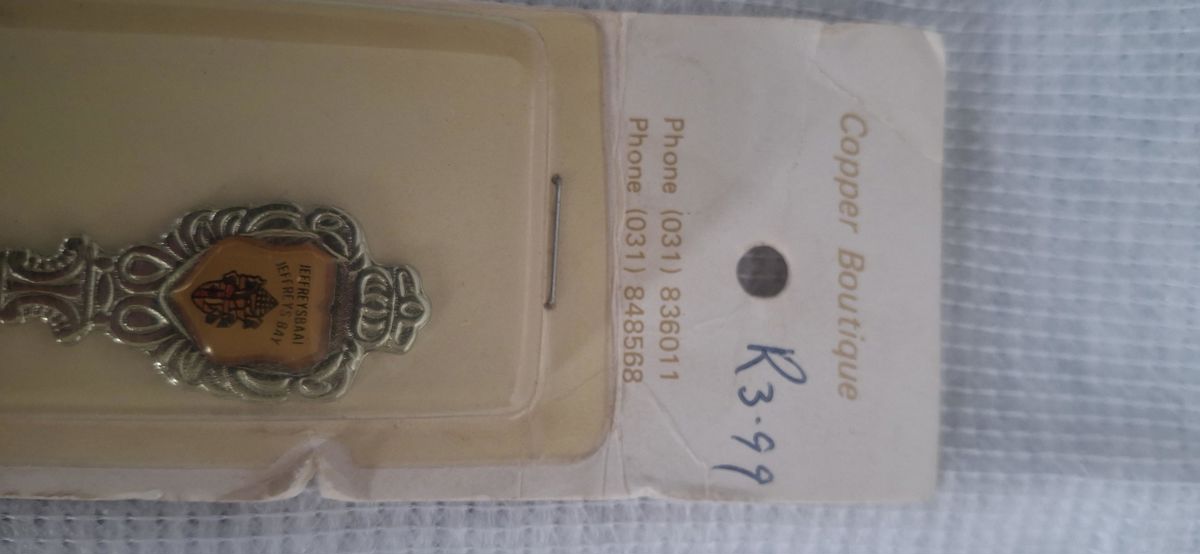 Copper Boutique
R3.99
Phone (031) 836011
Phone (031) 848568
JEFFREYSBAAI
JEFFREYS BAY